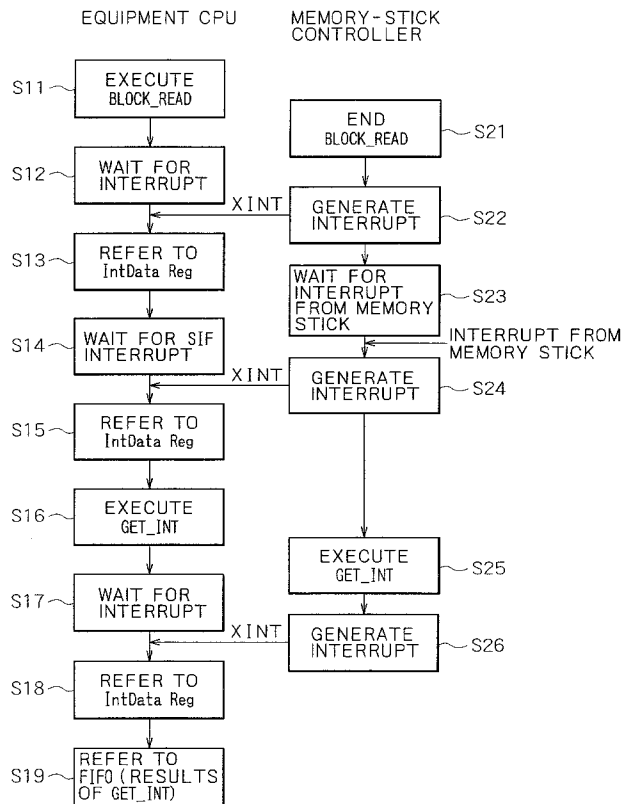 EQUIPMENT CPU
MEMORY-STICK
CONTROLLER
S11
EXECUTE
BLOCK_READ
S12
WAIT FOR
INTERRUPT
S13
REFER TO
IntData Reg
S14
WAIT FOR SIF
INTERRUPT
S15
REFER TO
IntData Reg
S16
EXECUTE
GET_INT
S17
WAIT FOR
INTERRUPT
S18
REFER TO
IntData Reg
S19
REFER TO
FIFO (RESULTS
OF GET_INT)
END
BLOCK_READ
S21
XINT
GENERATE
INTERRUPT
S22
WAIT FOR
INTERRUPT
FROM MEMORY
STICK
S23
INTERRUPT FROM
MEMORY STICK
XINT
GENERATE
INTERRUPT
S24
EXECUTE
GET_INT
S25
XINT
GENERATE
INTERRUPT
S26